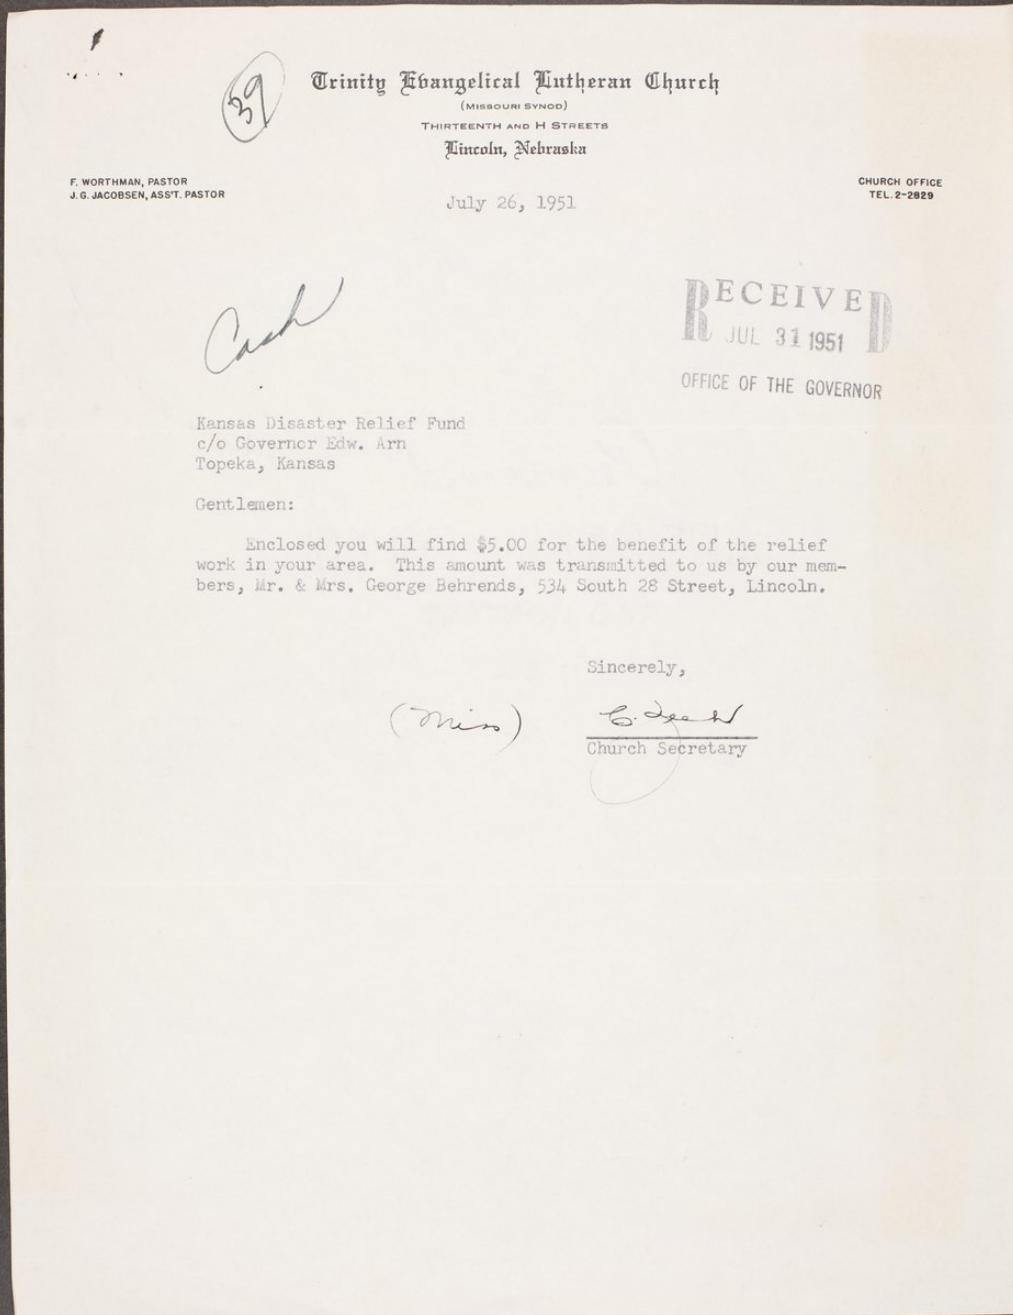 39
Trinity Evangelical Lutheran Church
(MISSOURI SYNOD)
THIRTEENTH AND H STREETS
Lincoln, Nebraska
F. WORTHMAN, PASTOR
J. G. JACOBSEN, ASS'T. PASTOR
CHURCH OFFICE
TEL. 2-2829
July 26, 1951
Cash
RECEIVED
JUL 31 1951
OFFICE OF THE GOVERNOR
Kansas Disaster Relief Fund
c/o Governor Edw. Arn
Topeka, Kansas
Gentlemen:
Enclosed you will find $5.00 for the benefit of the relief
work in your area. This amount was transmitted to us by our mem-
bers, Mr. & Mrs. George Behrends, 534 South 28 Street, Lincoln.
Sincerely,
(Miss)
Church Secretary